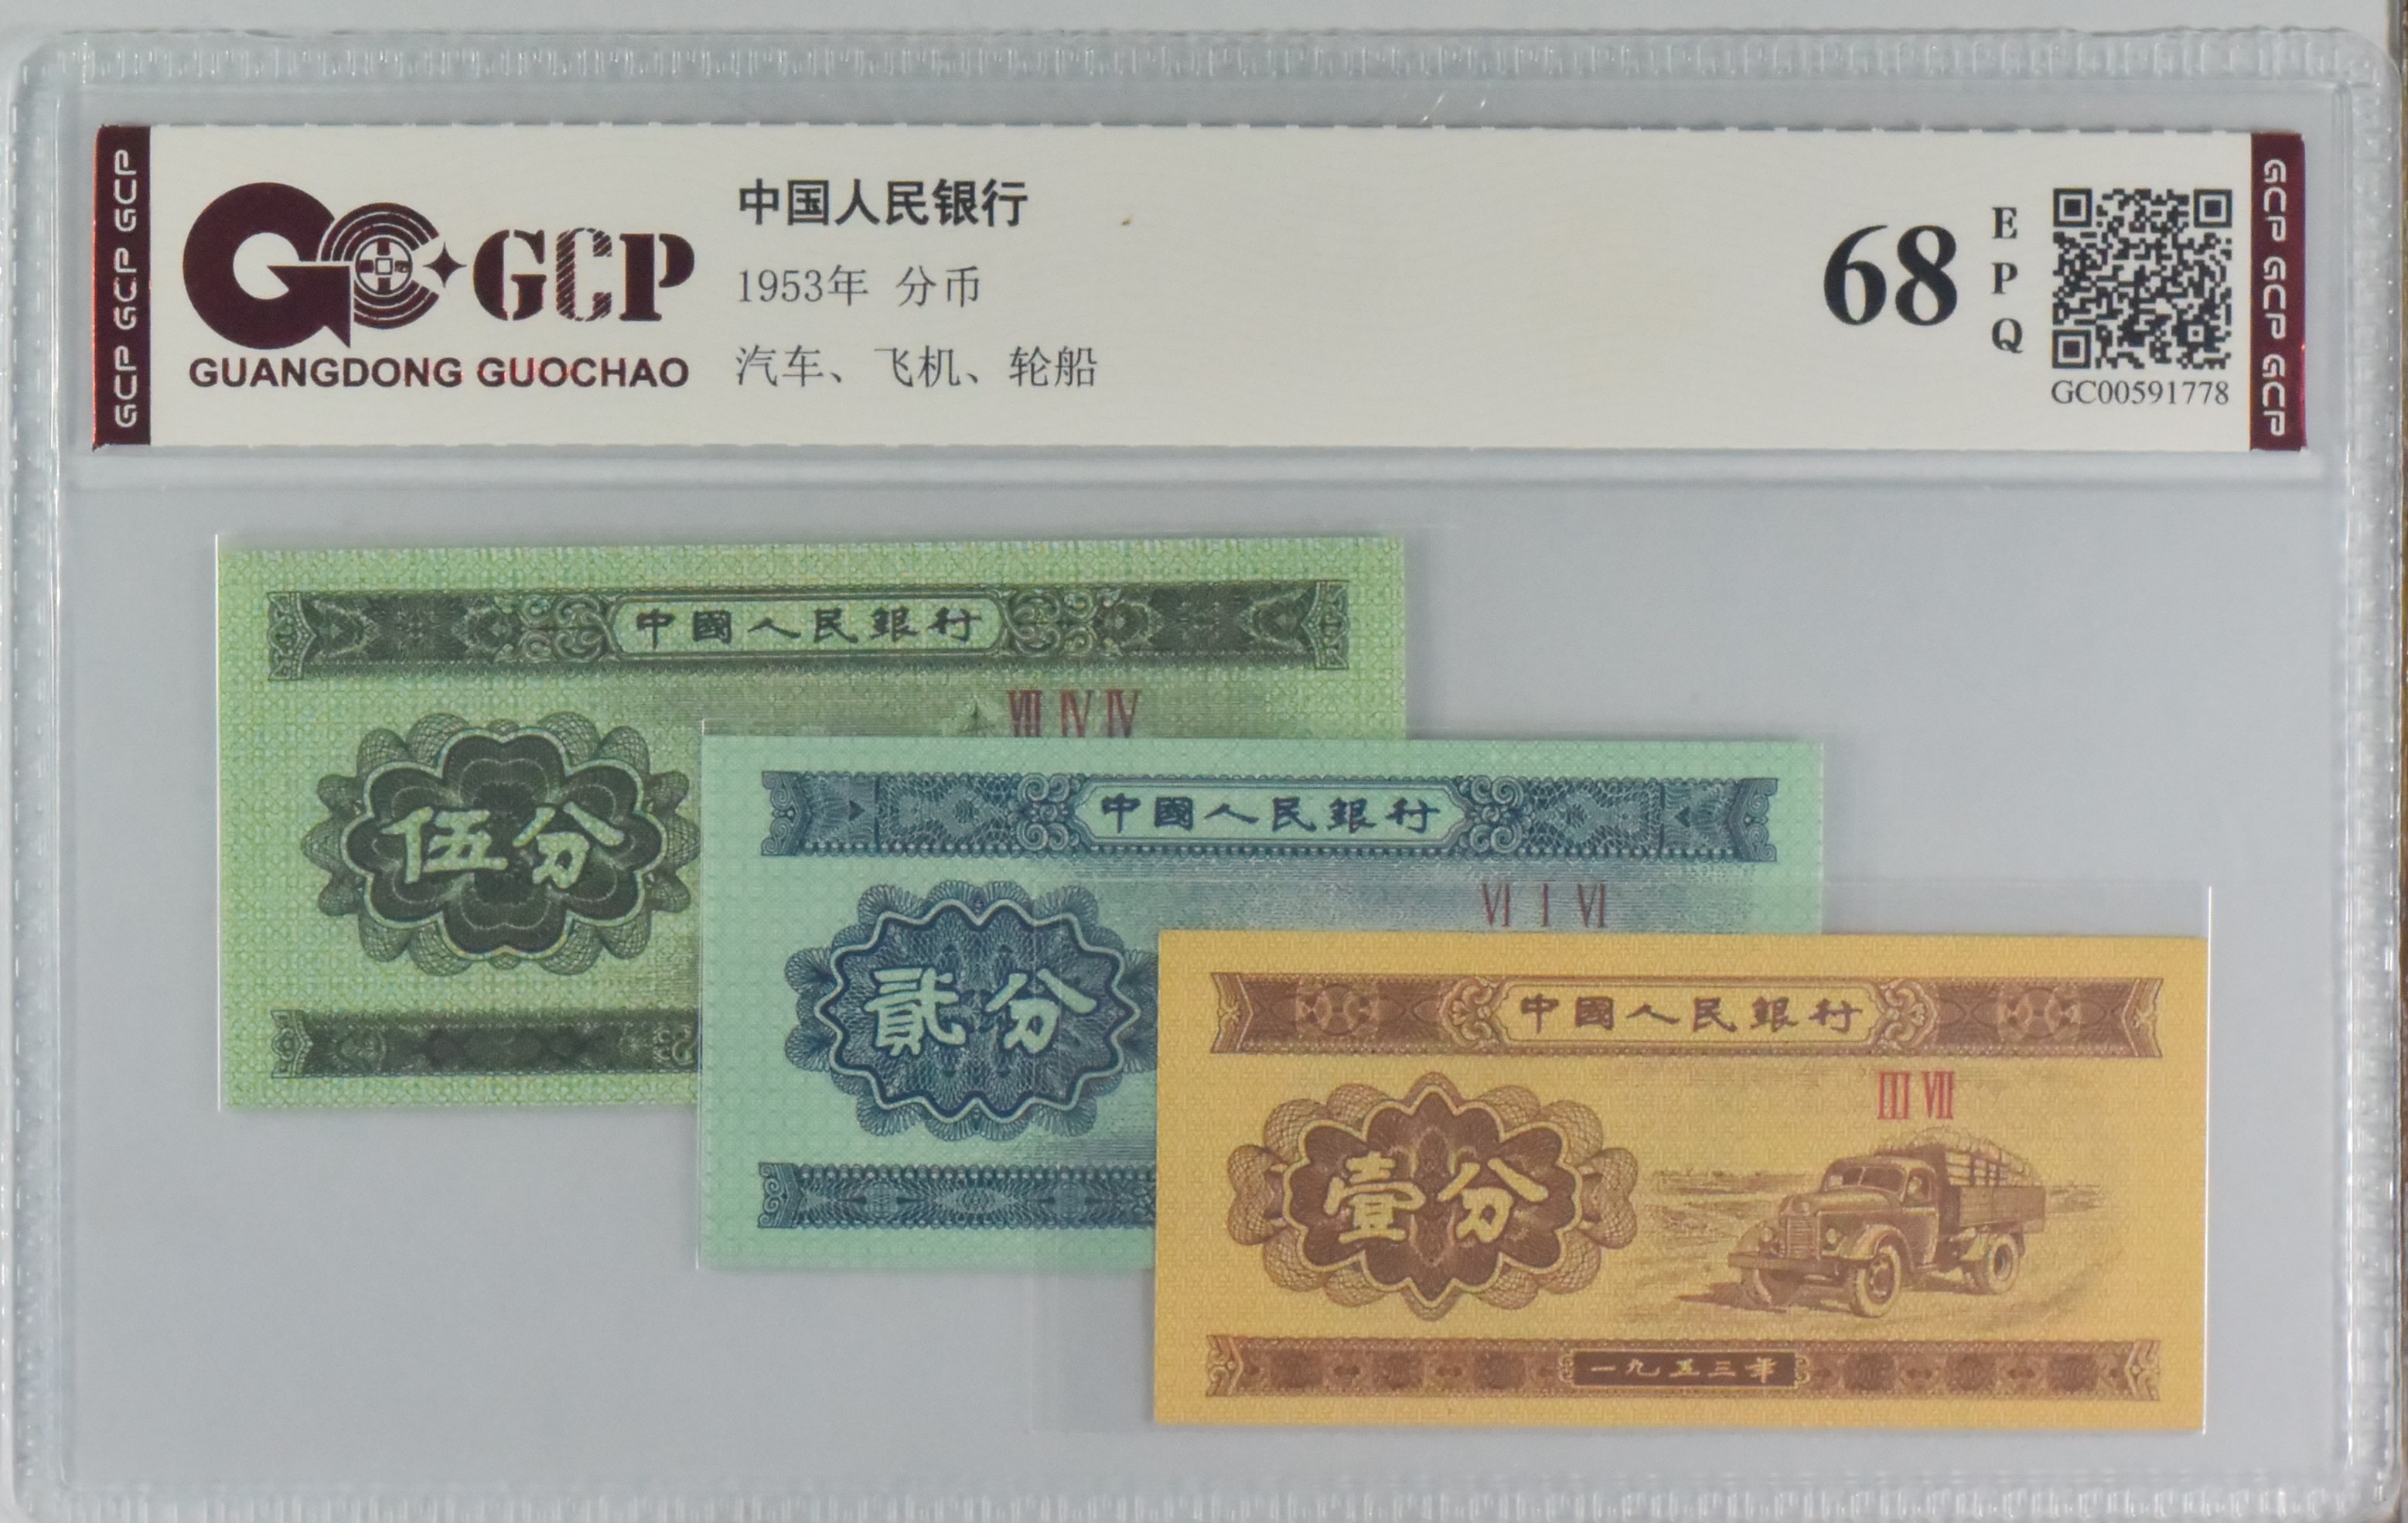 GCP GCP GCP
GCP
GUANGDONG GUOCHAO
中国人民银行
1953年 分币
汽车、飞机、轮船
68
EPQ
GC00591778
GCP GCP GCP
中國人民銀行
VII IV IV
伍分
中國人民銀行
VI I VI
貳分
中國人民銀行
III VII
壹分
一九五三年